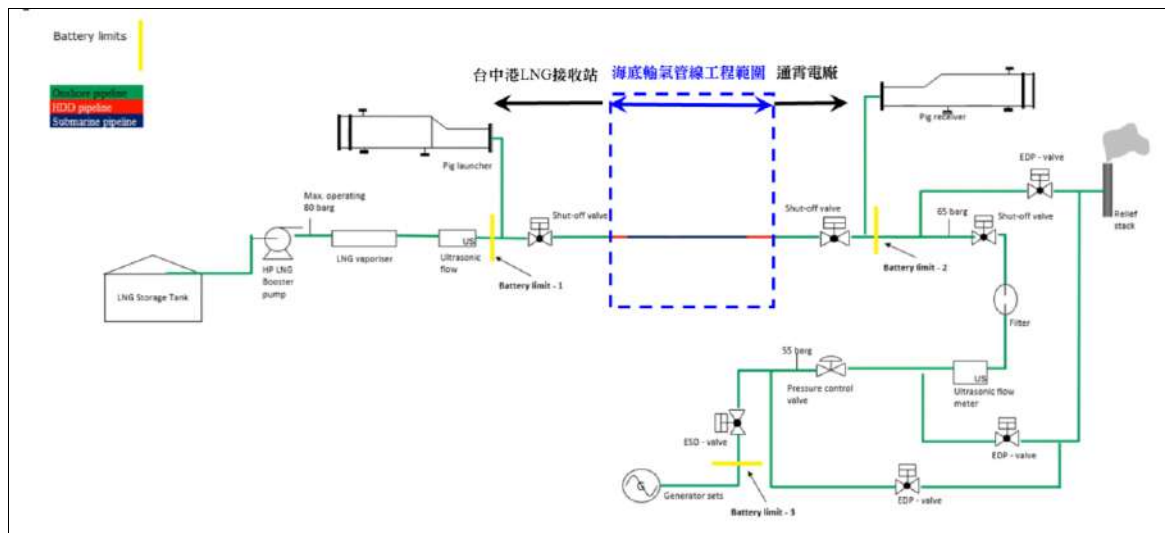 Battery limits
Onshore pipeline
HDD pipeline
Submarine pipeline
台中港LNG接收站
海底輸氣管線工程範圍
通霄電廠
Pig launcher
Pig receiver
EDP - valve
Relief
stack
Max. operating
80 barg
Shut-off valve
Shut-off valve
65 barg
Shut-off valve
HP LNG
Booster
pump
LNG vaporiser
US
Ultrasonic
flow
Battery limit - 1
Battery limit - 2
LNG Storage Tank
Filter
55 barg
Pressure control
valve
US
Ultrasonic flow
meter
ESD - valve
EDP - valve
G
Generator sets
Battery limit - 3
EDP - valve